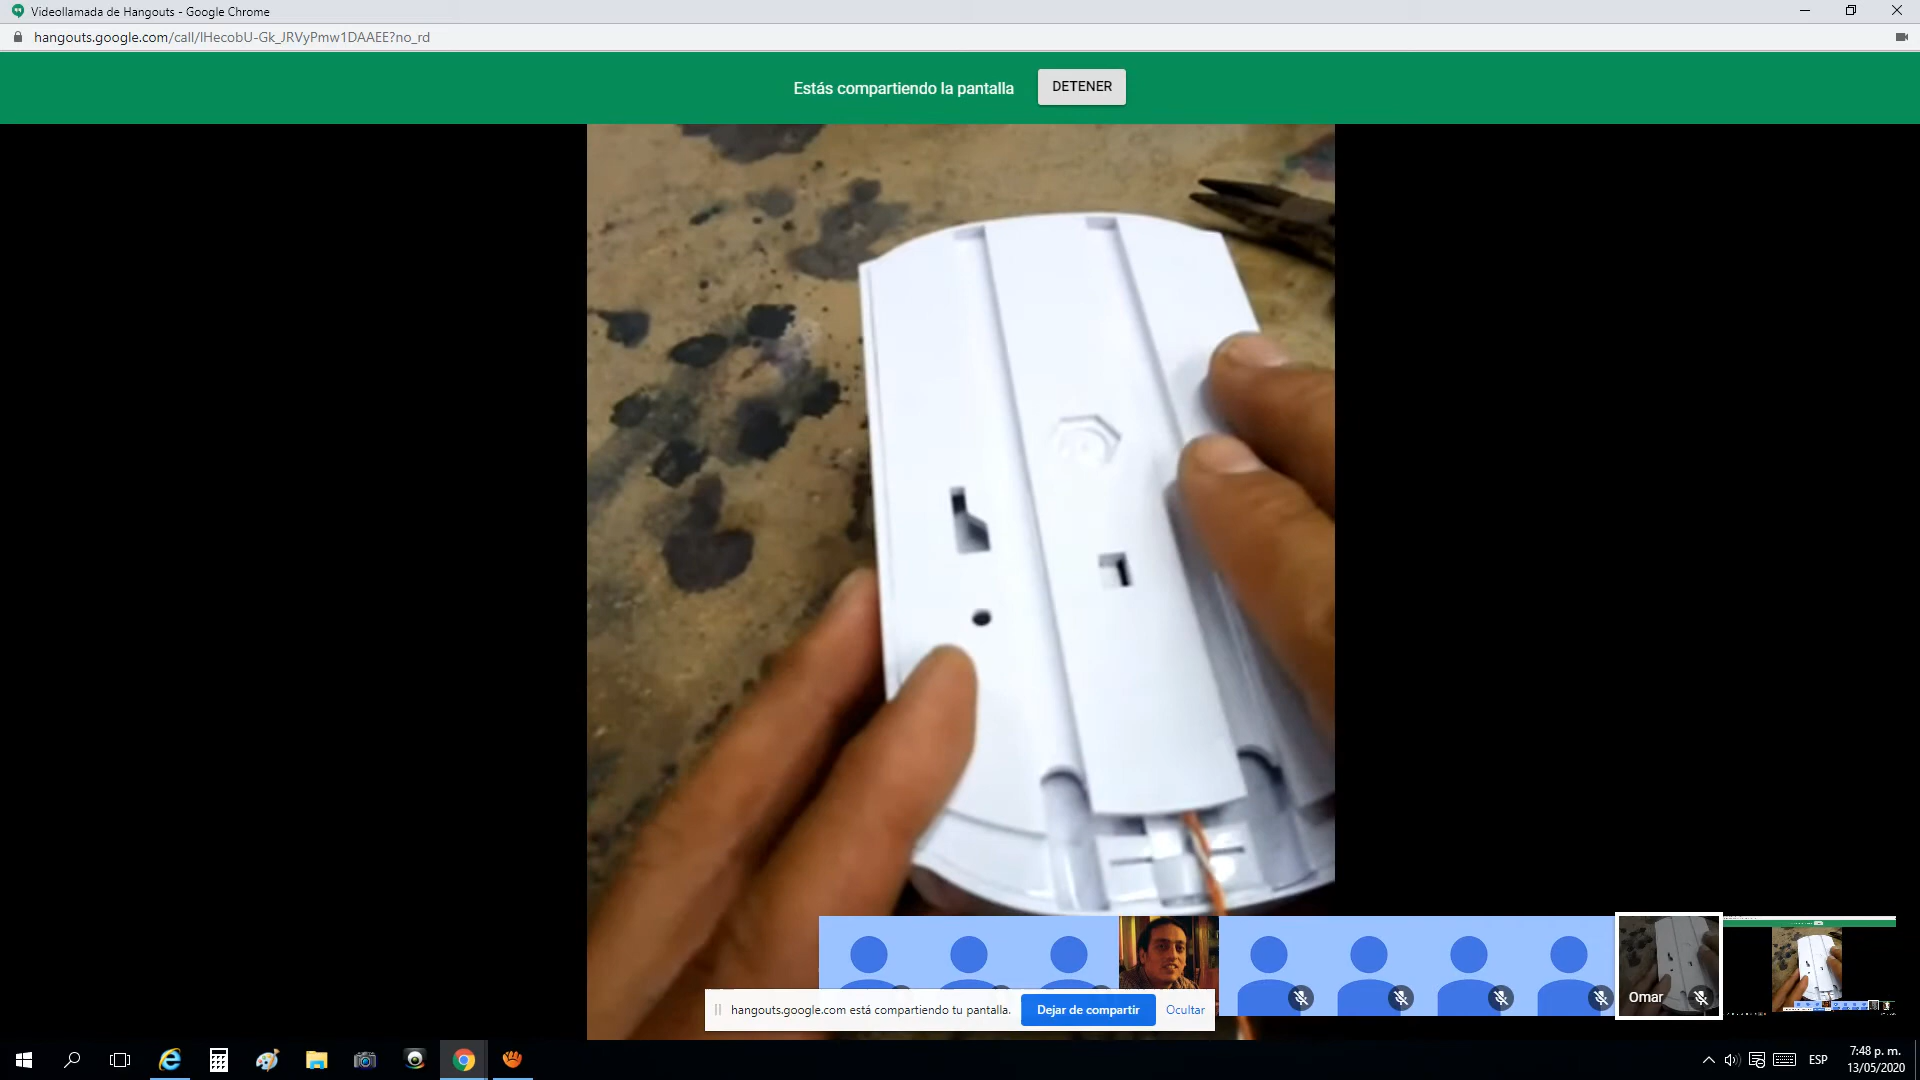 Videollamada de Hangouts - Google Chrome
hangouts.google.com/call/lHecobU-Gk_JRVyPmw1DAAEE?no_rd
Estás compartiendo la pantalla DETENER
Omar
hangouts.google.com está compartiendo tu pantalla. Dejar de compartir Ocultar
ESP
7:48 p. m.
13/05/2020